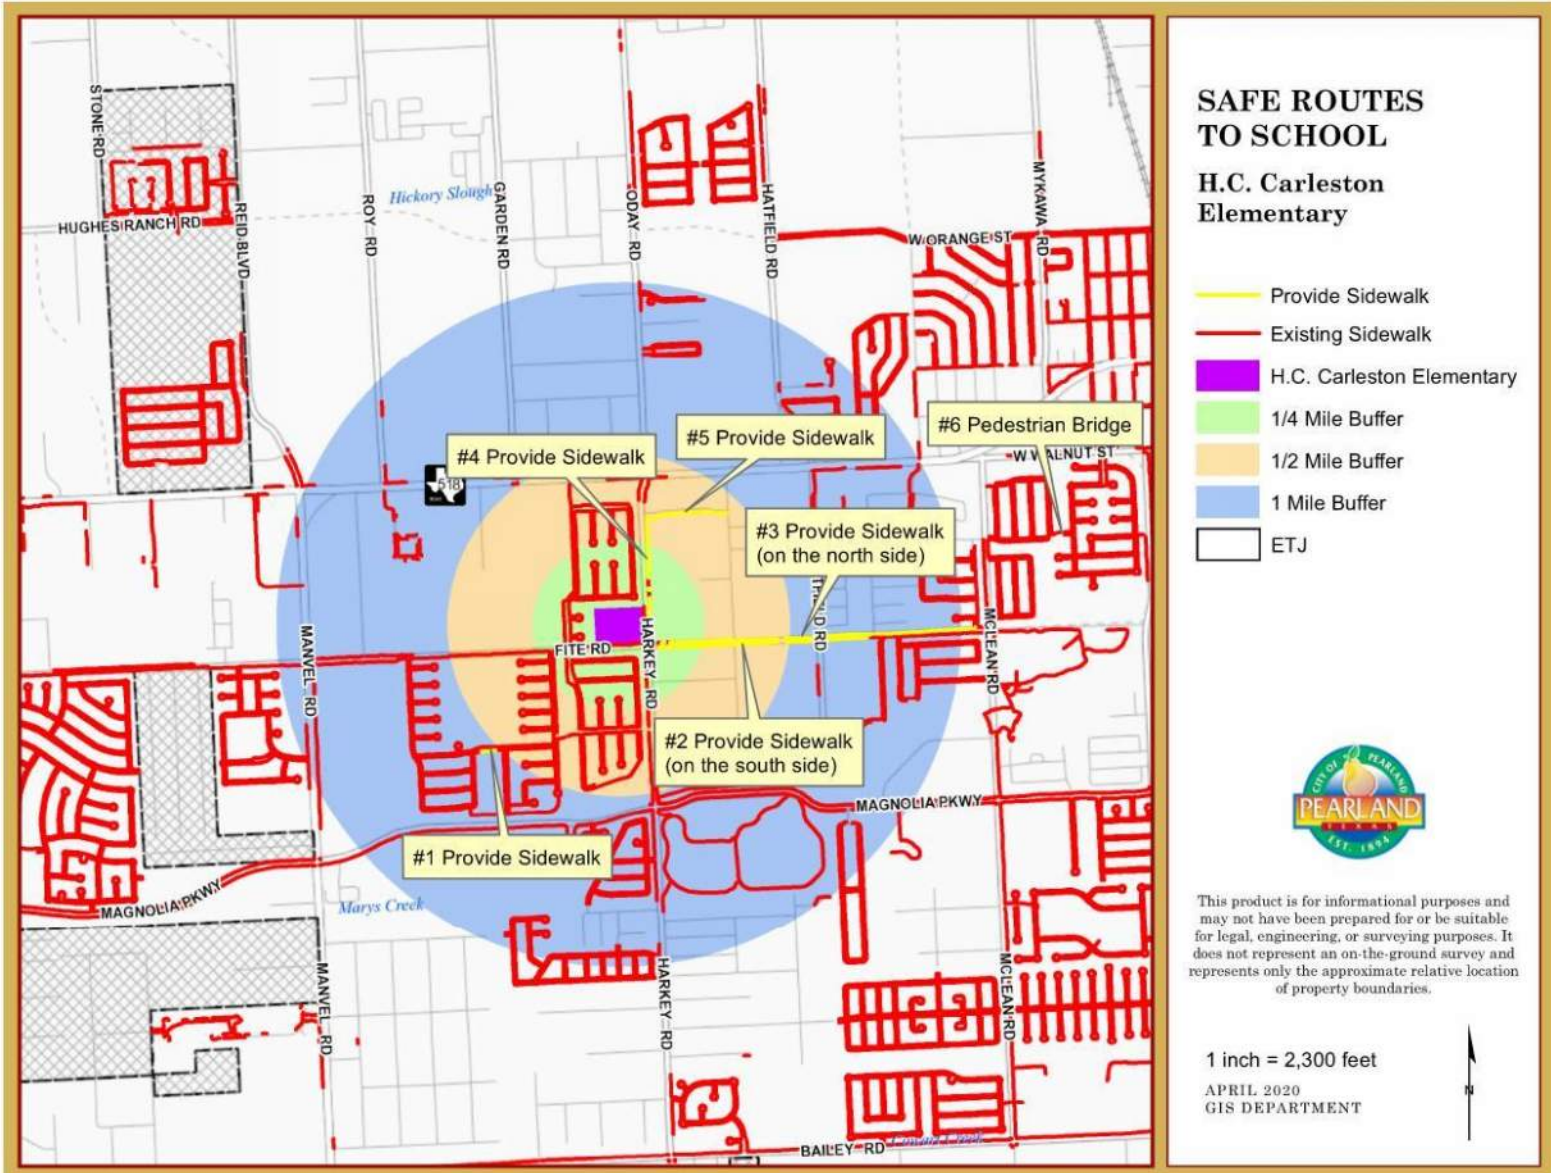 STONE RD
HUGHES RANCH RD
REID BLVD
ROY RD
Hickory Slough
GARDEN RD
ODAY RD
HATFIELD RD
W ORANGE ST
MYKAWA RD
#4 Provide Sidewalk
#5 Provide Sidewalk
#6 Pedestrian Bridge
W WALNUT ST
518
#3 Provide Sidewalk
(on the north side)
MANVEL RD
FITE RD
HARKEY RD
MCLEAN RD
#2 Provide Sidewalk
(on the south side)
MAGNOLIA PKWY
#1 Provide Sidewalk
MAGNOLIA PKWY
Marys Creek
MANVEL RD
HARKEY RD
MCLEAN RD
BAILEY RD
SAFE ROUTES
TO SCHOOL
H.C. Carleston
Elementary
Provide Sidewalk
Existing Sidewalk
H.C. Carleston Elementary
1/4 Mile Buffer
1/2 Mile Buffer
1 Mile Buffer
ETJ
CITY OF PEARLAND
PEARLAND
TEXAS
EST. 1894
This product is for informational purposes and
may not have been prepared for or be suitable
for legal, engineering, or surveying purposes. It
does not represent an on-the-ground survey and
represents only the approximate relative location
of property boundaries.
1 inch = 2,300 feet
APRIL 2020
GIS DEPARTMENT
N